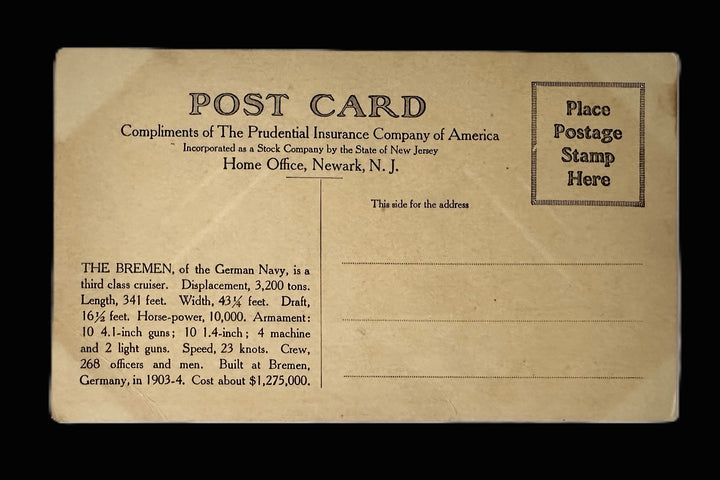 POST CARD
Compliments of The Prudential Insurance Company of America
Incorporated as a Stock Company by the State of New Jersey
Home Office, Newark, N. J.
Place
Postage
Stamp
Here
This side for the address
THE BREMEN, of the German Navy, is a
third class cruiser. Displacement, 3,200 tons.
Length, 341 feet. Width, 43¼ feet. Draft,
16½ feet. Horse-power, 10,000. Armament:
10 4.1-inch guns; 10 1.4-inch; 4 machine
and 2 light guns. Speed, 23 knots. Crew,
268 officers and men. Built at Bremen,
Germany, in 1903-4. Cost about $1,275,000.